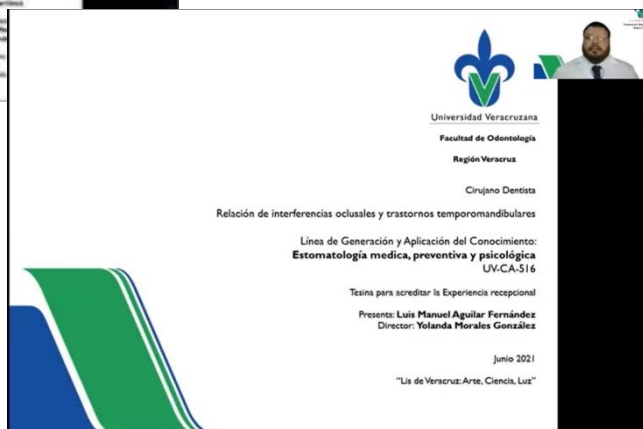 Universidad Veracruzana
Facultad de Odontología
Región Veracruz
Cirujano Dentista
Relación de interferencias oclusales y trastornos temporomandibulares
Línea de Generación y Aplicación del Conocimiento:
Estomatología medica, preventiva y psicológica
UV-CA-516
Tesina para acreditar la Experiencia recepcional
Presenta: Luis Manuel Aguilar Fernández
Director: Yolanda Morales González
Junio 2021
“Lis de Veracruz: Arte, Ciencia, Luz”